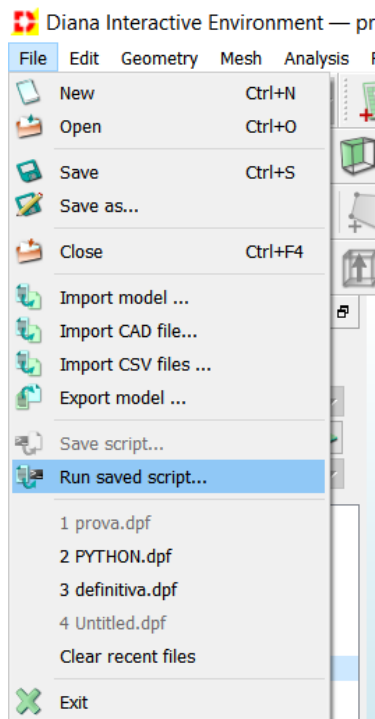 Diana Interactive Environment — pr
File Edit Geometry Mesh Analysis
New Ctrl+N
Open Ctrl+O
Save Ctrl+S
Save as...
Close Ctrl+F4
Import model ...
Import CAD file...
Import CSV files ...
Export model ...
Save script...
Run saved script...
1 prova.dpf
2 PYTHON.dpf
3 definitiva.dpf
4 Untitled.dpf
Clear recent files
Exit